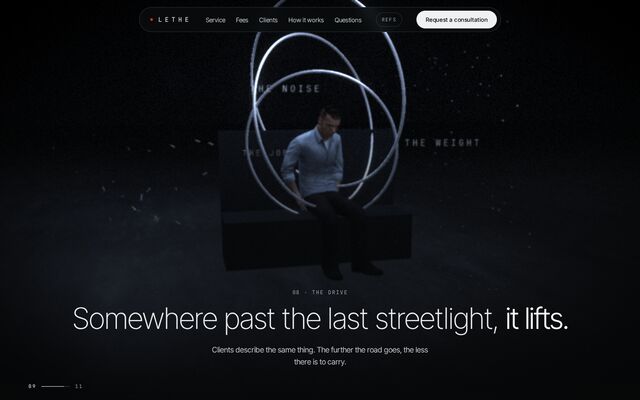 LETHE
Service
Fees
Clients
How it works
Questions
REFS
Request a consultation
THE NOISE
THE WEIGHT
08 - THE DRIVE
Somewhere past the last streetlight, it lifts.
Clients describe the same thing. The further the road goes, the less
there is to carry.
09
11